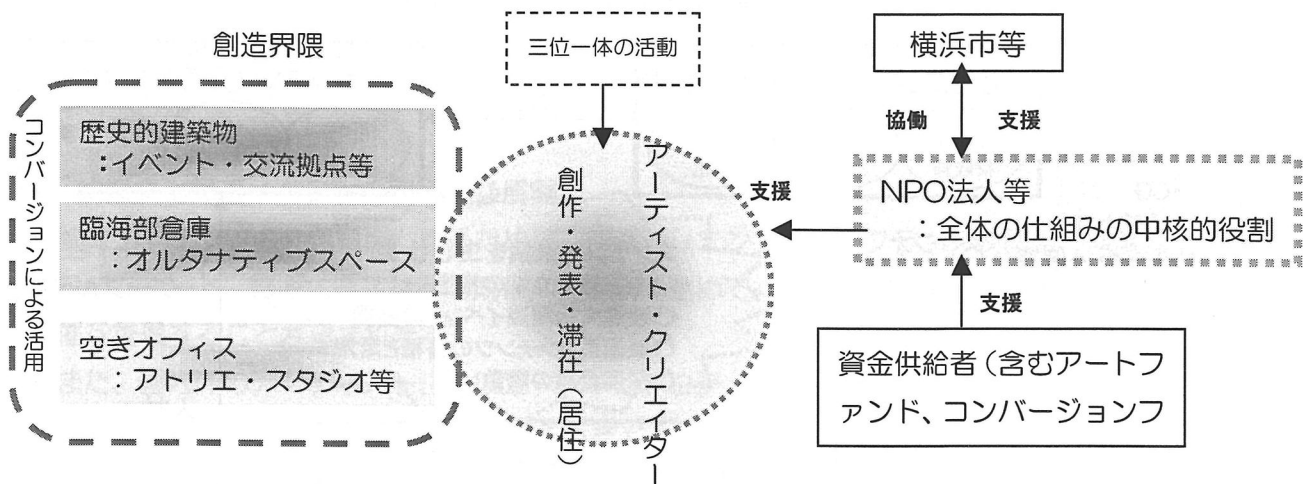 創造界隈
コンバージョンによる活用
歴史的建築物
：イベント・交流拠点等
臨海部倉庫
：オルタナティブスペース
空きオフィス
：アトリエ・スタジオ等
三位一体の活動
アーティスト・クリエイター
創作・発表・滞在（居住）
横浜市等
協働
支援
支援
NPO法人等
：全体の仕組みの中核的役割
支援
資金供給者（含むアートフ
ァンド、コンバージョンフ